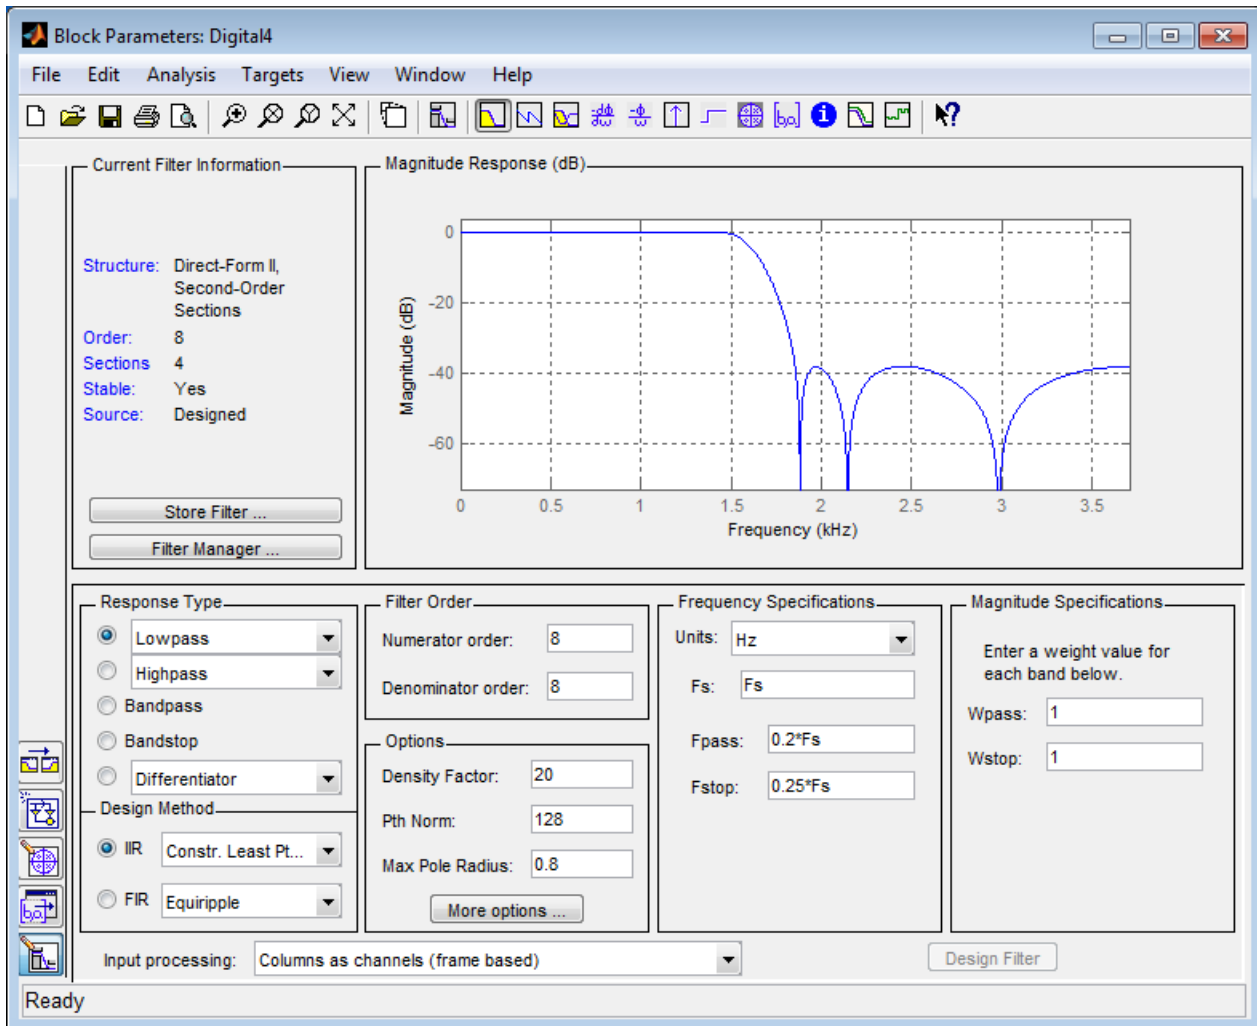 Block Parameters: Digital4
File Edit Analysis Targets View Window Help
Current Filter Information
Structure: Direct-Form II,
Second-Order
Sections
Order: 8
Sections 4
Stable: Yes
Source: Designed
Store Filter ...
Filter Manager ...
Magnitude Response (dB)
Magnitude (dB)
0
-20
-40
-60
0 0.5 1 1.5 2 2.5 3 3.5
Frequency (kHz)
Response Type
Lowpass
Highpass
Bandpass
Bandstop
Differentiator
Design Method
IIR Constr. Least Pt...
FIR Equiripple
Filter Order
Numerator order: 8
Denominator order: 8
Options
Density Factor: 20
Pth Norm: 128
Max Pole Radius: 0.8
More options ...
Frequency Specifications
Units: Hz
Fs: Fs
Fpass: 0.2*Fs
Fstop: 0.25*Fs
Magnitude Specifications
Enter a weight value for
each band below.
Wpass: 1
Wstop: 1
Input processing: Columns as channels (frame based)
Design Filter
Ready